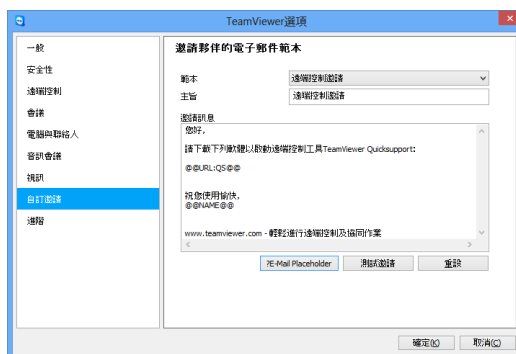 TeamViewer選項
一般
安全性
遠端控制
會議
電腦與聯絡人
音訊會議
視訊
自訂邀請
進階
邀請夥伴的電子郵件範本
範本 遠端控制邀請
主旨 遠端控制邀請
邀請訊息
您好,
請下載下列軟體以啟動遠端控制工具TeamViewer Quicksupport:
@@URL:QS@@
祝您使用愉快,
@@NAME@@
www.teamviewer.com - 輕鬆進行遠端控制及協同作業
?E-Mail Placeholder 測試邀請 重設
確定(K) 取消(C)